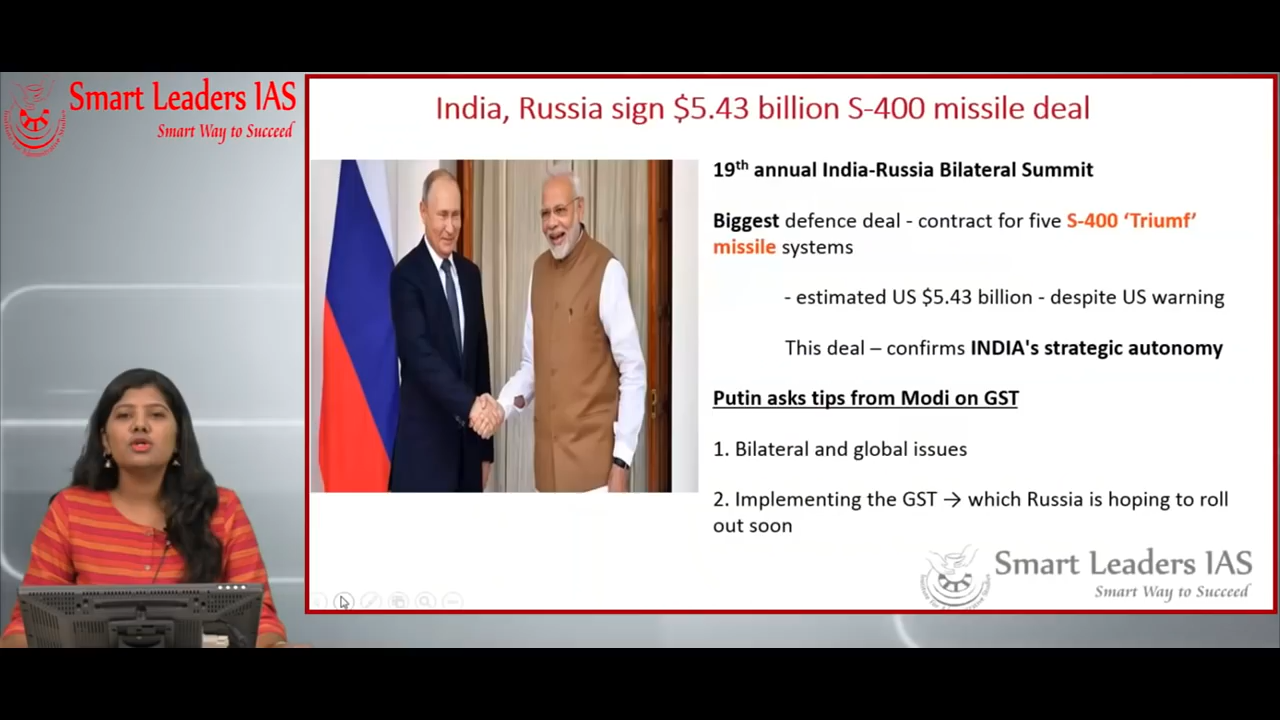 Smart Leaders IAS
Smart Way to Succeed
India, Russia sign $5.43 billion S-400 missile deal
19th annual India-Russia Bilateral Summit
Biggest defence deal - contract for five S-400 ‘Triumf’
missile systems
- estimated US $5.43 billion - despite US warning
This deal – confirms INDIA's strategic autonomy
Putin asks tips from Modi on GST
1. Bilateral and global issues
2. Implementing the GST → which Russia is hoping to roll
out soon
Smart Leaders IAS
Smart Way to Succeed